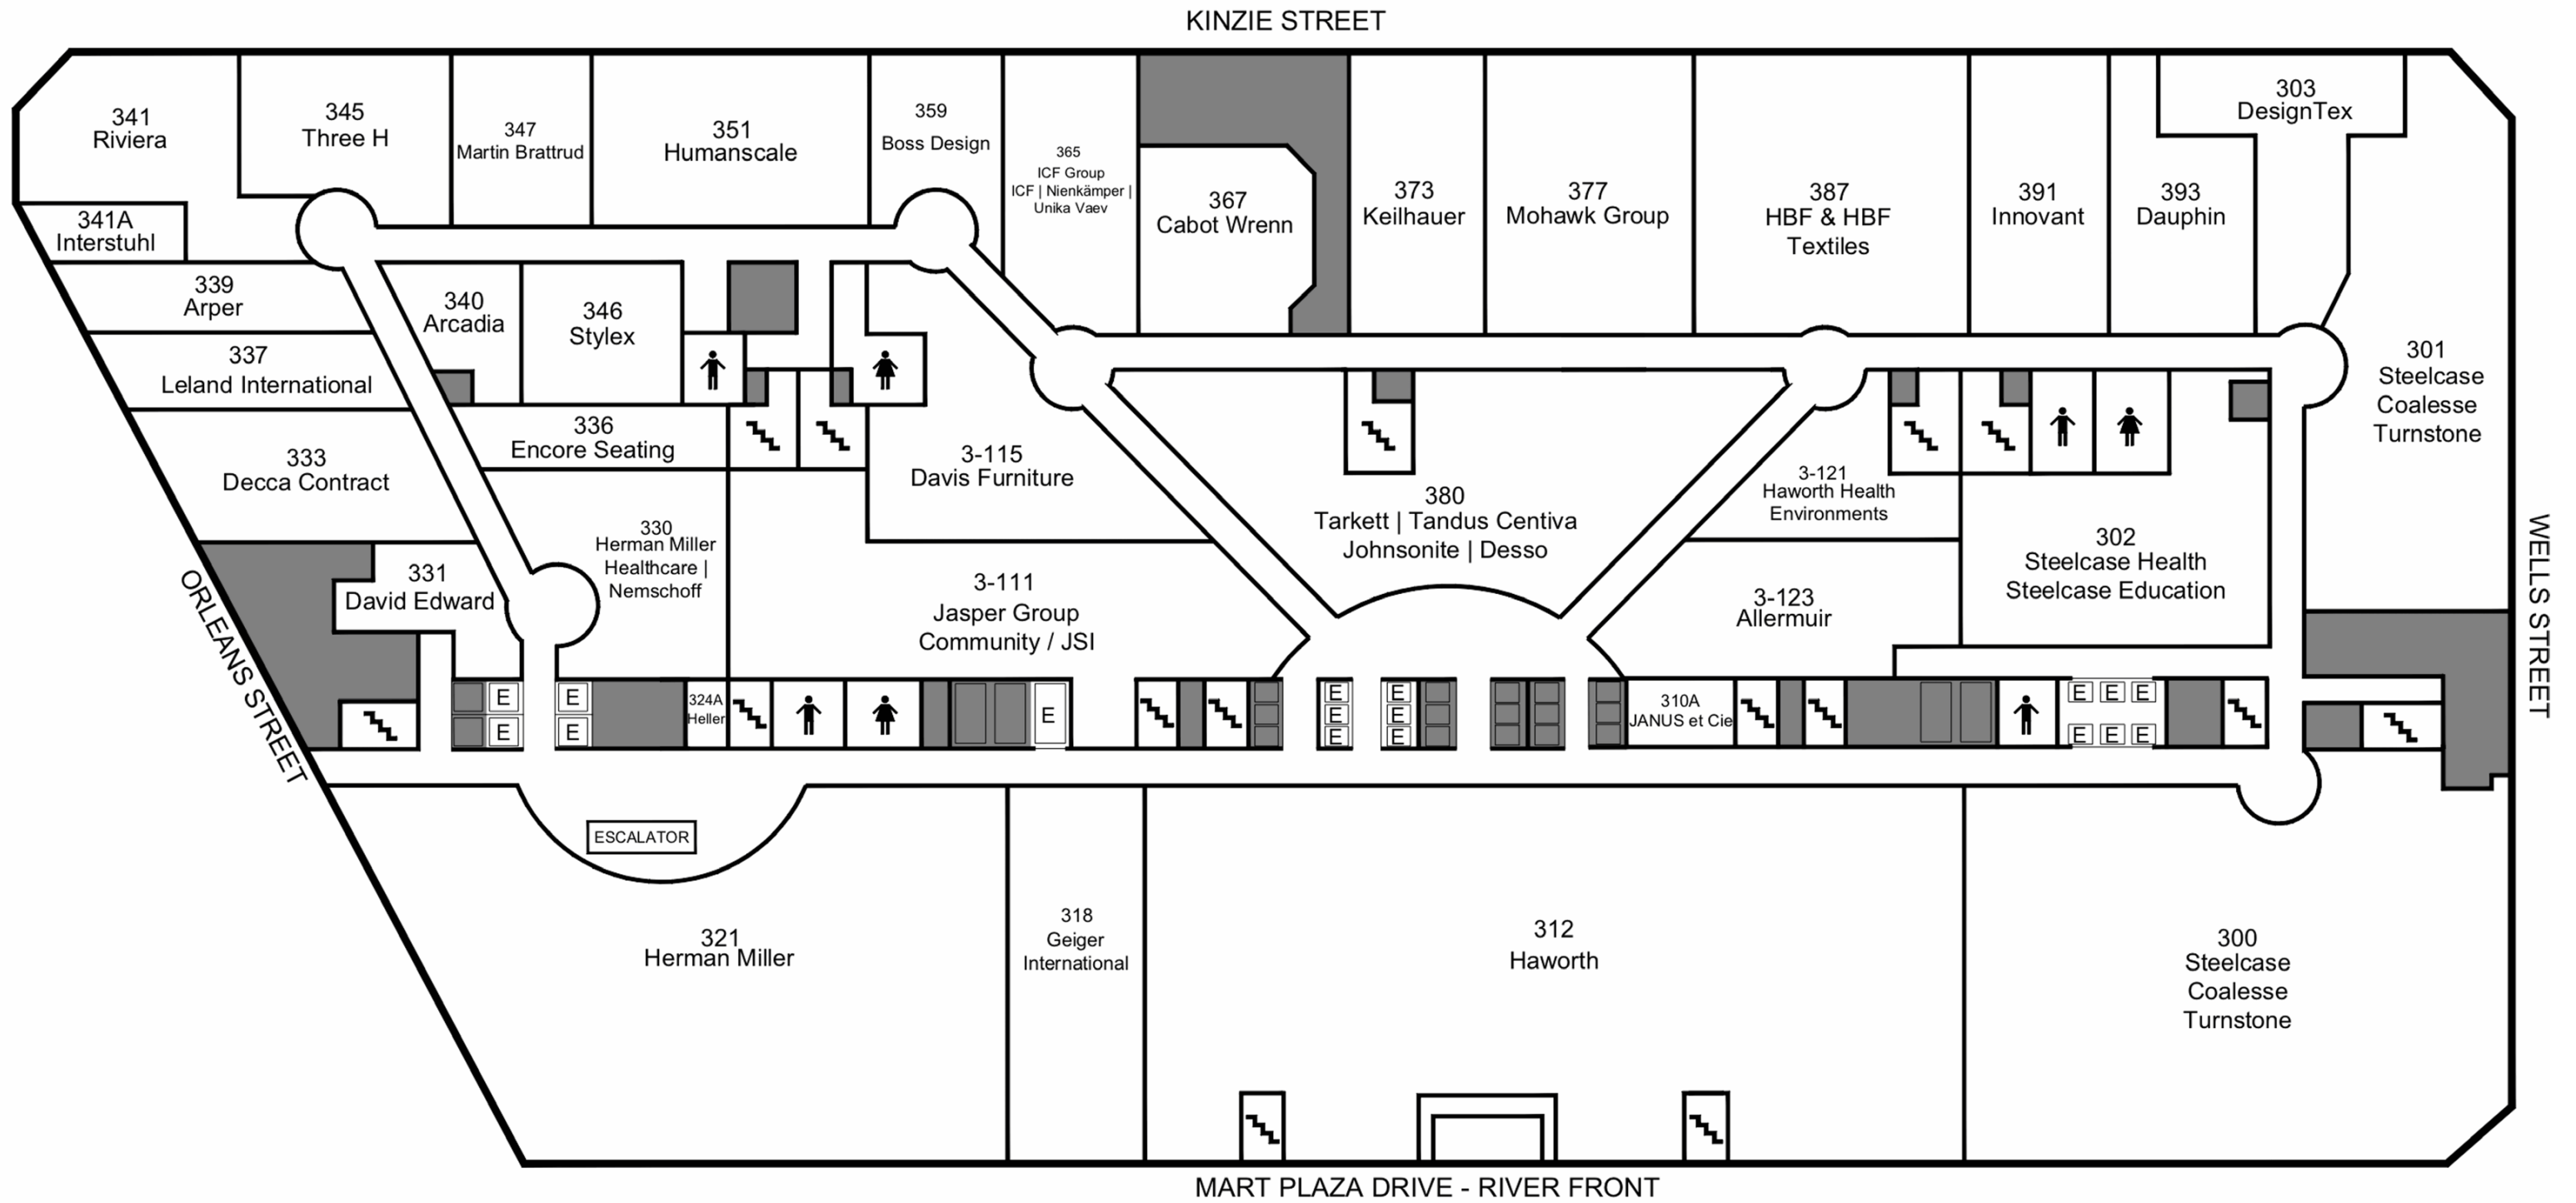 KINZIE STREET
341
Riviera
345
Three H
347
Martin Brattrud
351
Humanscale
359
Boss Design
365
ICF Group
ICF | Nienkämper |
Unika Vaev
367
Cabot Wrenn
373
Keilhauer
377
Mohawk Group
387
HBF & HBF
Textiles
391
Innovant
393
Dauphin
303
DesignTex
341A
Interstuhl
339
Arper
337
Leland International
333
Decca Contract
331
David Edward
340
Arcadia
346
Stylex
336
Encore Seating
330
Herman Miller
Healthcare |
Nemschoff
3-115
Davis Furniture
3-111
Jasper Group
Community / JSI
380
Tarkett | Tandus Centiva
Johnsonite | Desso
3-121
Haworth Health
Environments
3-123
Allermuir
302
Steelcase Health
Steelcase Education
301
Steelcase
Coalesse
Turnstone
ORLEANS STREET
WELLS STREET
E
E
E
E
324A
Heller
E
E
E
E
E
E
E
310A
JANUS et Cie
E E E
E E E
ESCALATOR
321
Herman Miller
318
Geiger
International
312
Haworth
300
Steelcase
Coalesse
Turnstone
MART PLAZA DRIVE - RIVER FRONT